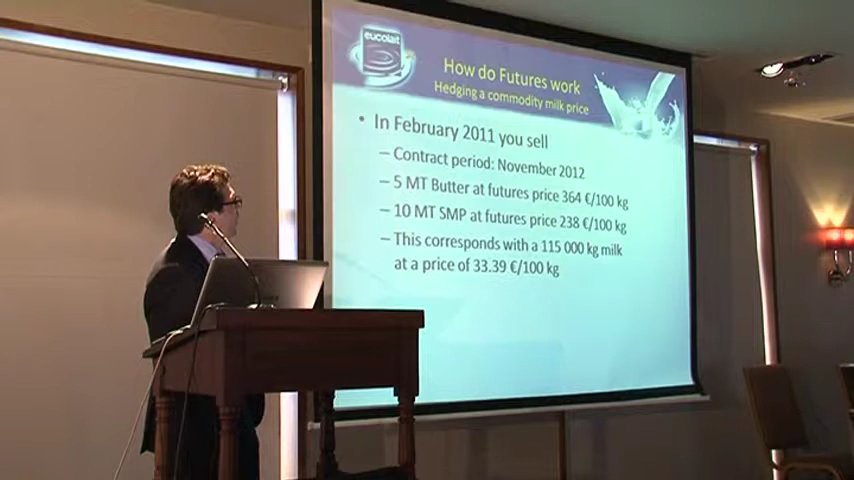 eucolait
How do Futures work
Hedging a commodity milk price
• In February 2011 you sell
– Contract period: November 2012
– 5 MT Butter at futures price 364 €/100 kg
– 10 MT SMP at futures price 238 €/100 kg
– This corresponds with a 115 000 kg milk
at a price of 33.39 €/100 kg